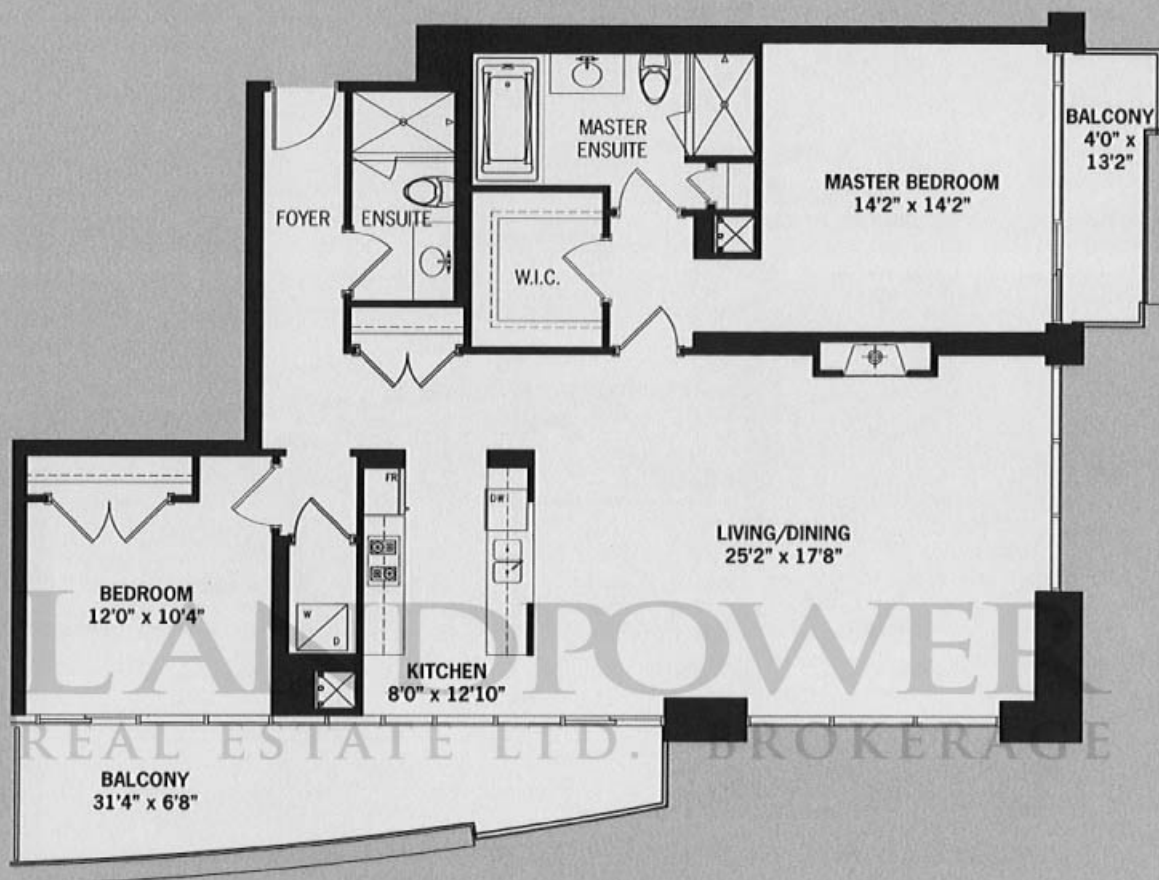 BALCONY
4'0" x
13'2"
MASTER
ENSUITE
MASTER BEDROOM
14'2" x 14'2"
FOYER
ENSUITE
W.I.C.
FR
DW
LIVING/DINING
25'2" x 17'8"
BEDROOM
12'0" x 10'4"
W
D
KITCHEN
8'0" x 12'10"
LANDPOWER
REAL ESTATE LTD. BROKERAGE
BALCONY
31'4" x 6'8"